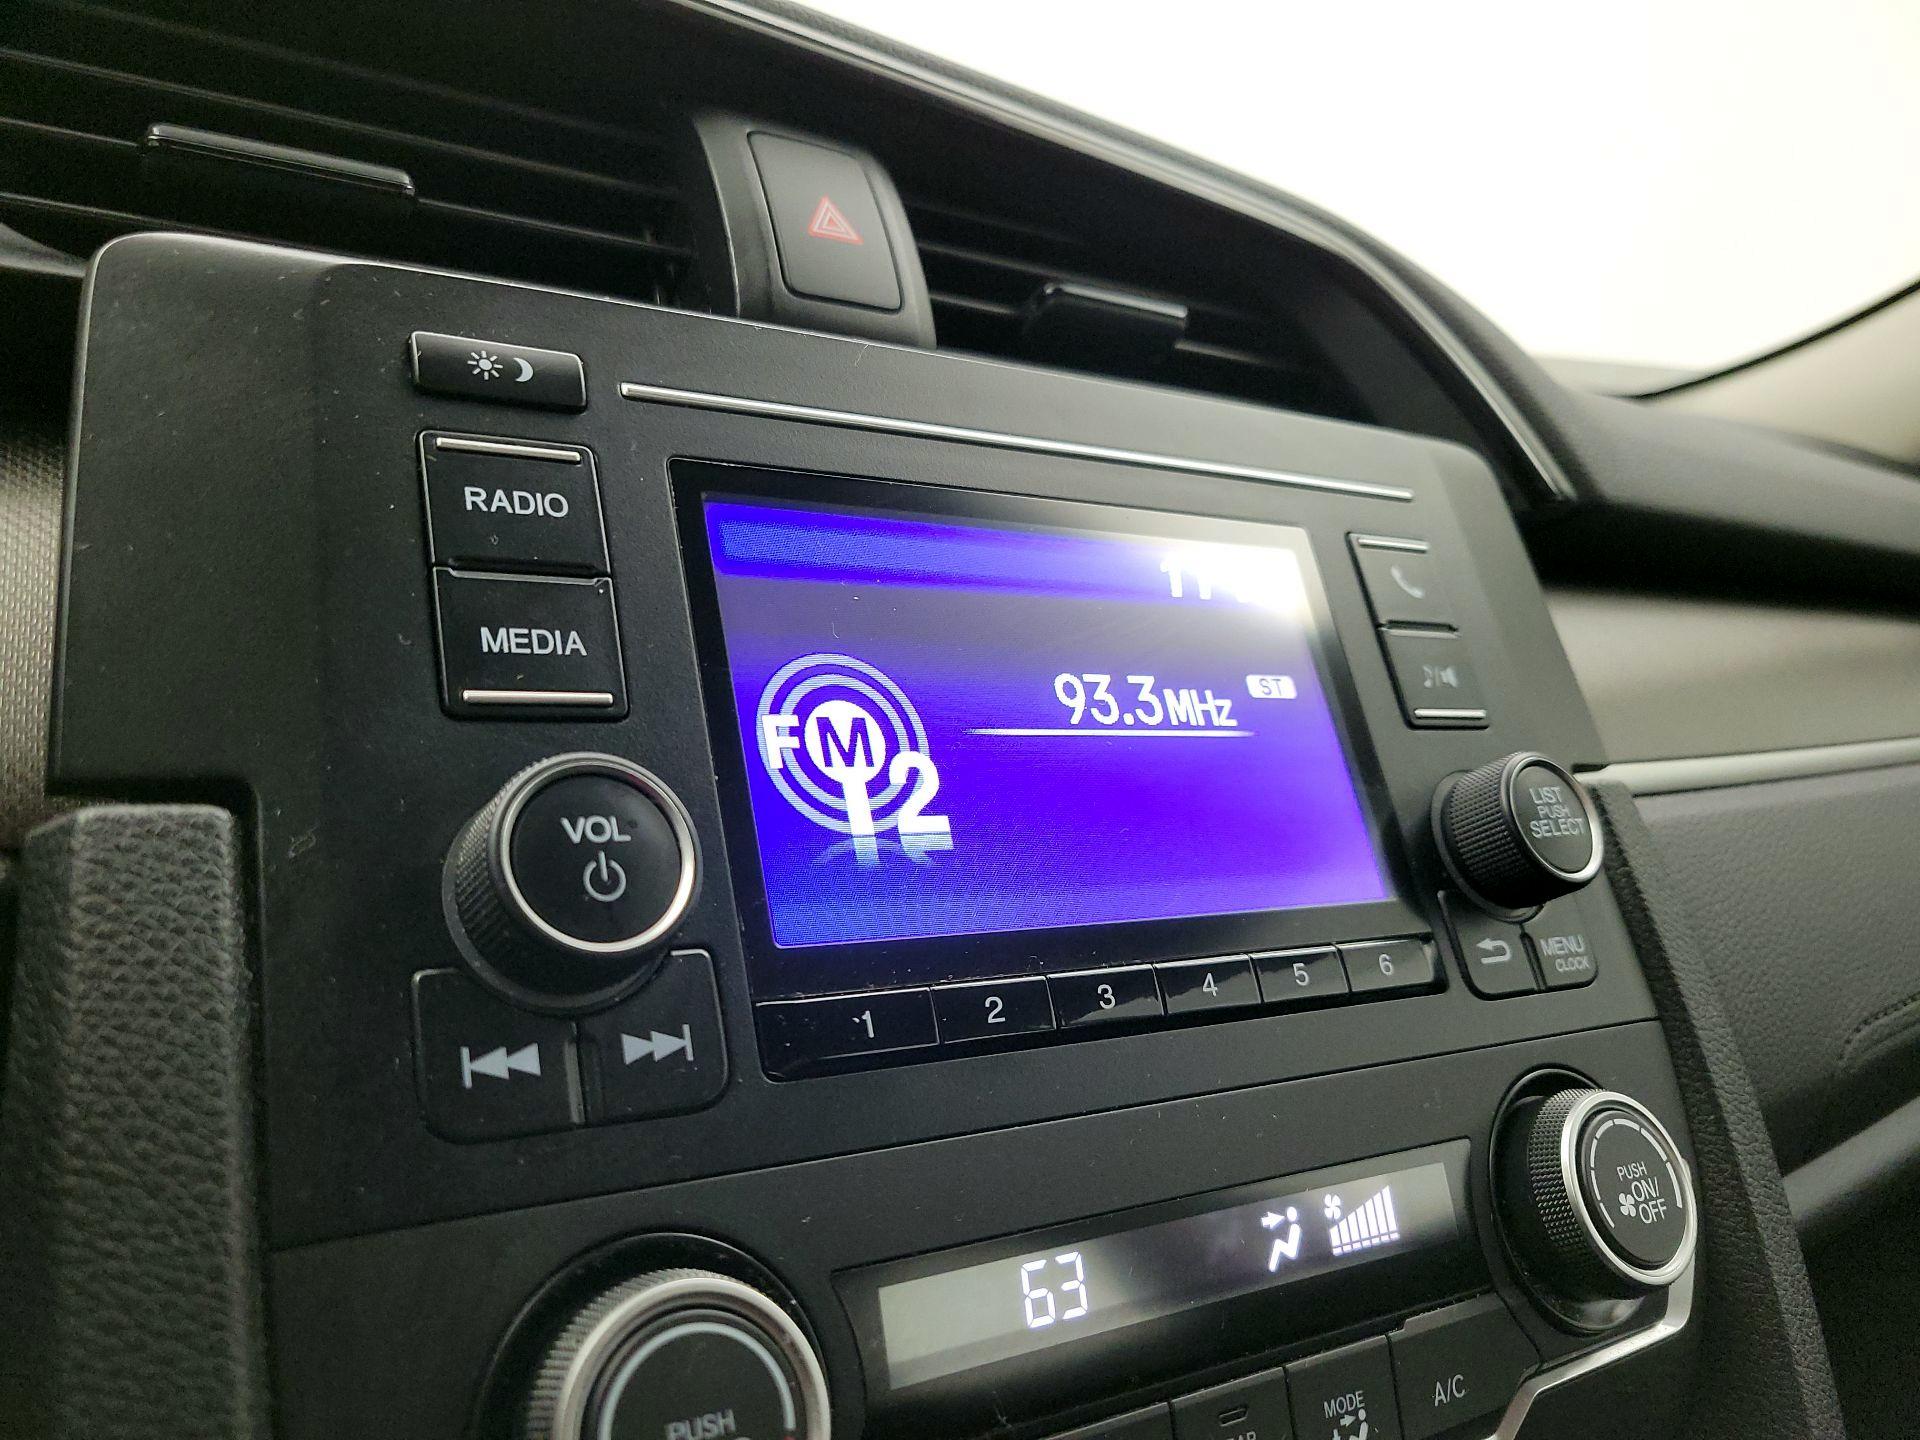 RADIO
MEDIA
VOL
93.3MHz
ST
FM
2
LIST
PUSH
SELECT
MENU
CLOCK
1 2 3 4 5 6
PUSH
ON/
OFF
63
PUSH
MODE
A/C